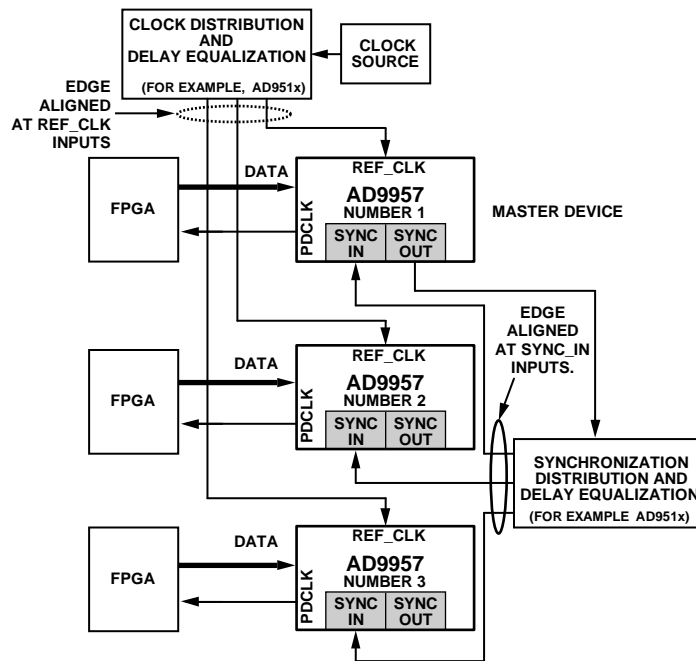 CLOCK DISTRIBUTION
AND
DELAY EQUALIZATION
(FOR EXAMPLE, AD951x)
CLOCK
SOURCE
EDGE
ALIGNED
AT REF_CLK
INPUTS
FPGA
DATA
REF_CLK
AD9957
NUMBER 1
PDCLK
SYNC
IN
SYNC
OUT
MASTER DEVICE
FPGA
DATA
REF_CLK
AD9957
NUMBER 2
PDCLK
SYNC
IN
SYNC
OUT
EDGE
ALIGNED
AT SYNC_IN
INPUTS.
SYNCHRONIZATION
DISTRIBUTION AND
DELAY EQUALIZATION
(FOR EXAMPLE AD951x)
FPGA
DATA
REF_CLK
AD9957
NUMBER 3
PDCLK
SYNC
IN
SYNC
OUT